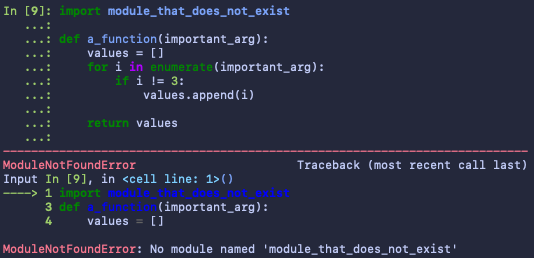 In [9]: import module_that_does_not_exist
   ...:
   ...: def a_function(important_arg):
   ...:     values = []
   ...:     for i in enumerate(important_arg):
   ...:         if i != 3:
   ...:             values.append(i)
   ...:
   ...:     return values
   ...:
---------------------------------------------------------------------------
ModuleNotFoundError                       Traceback (most recent call last)
Input In [9], in <cell line: 1>()
----> 1 import module_that_does_not_exist
      3 def a_function(important_arg):
      4     values = []

ModuleNotFoundError: No module named 'module_that_does_not_exist'